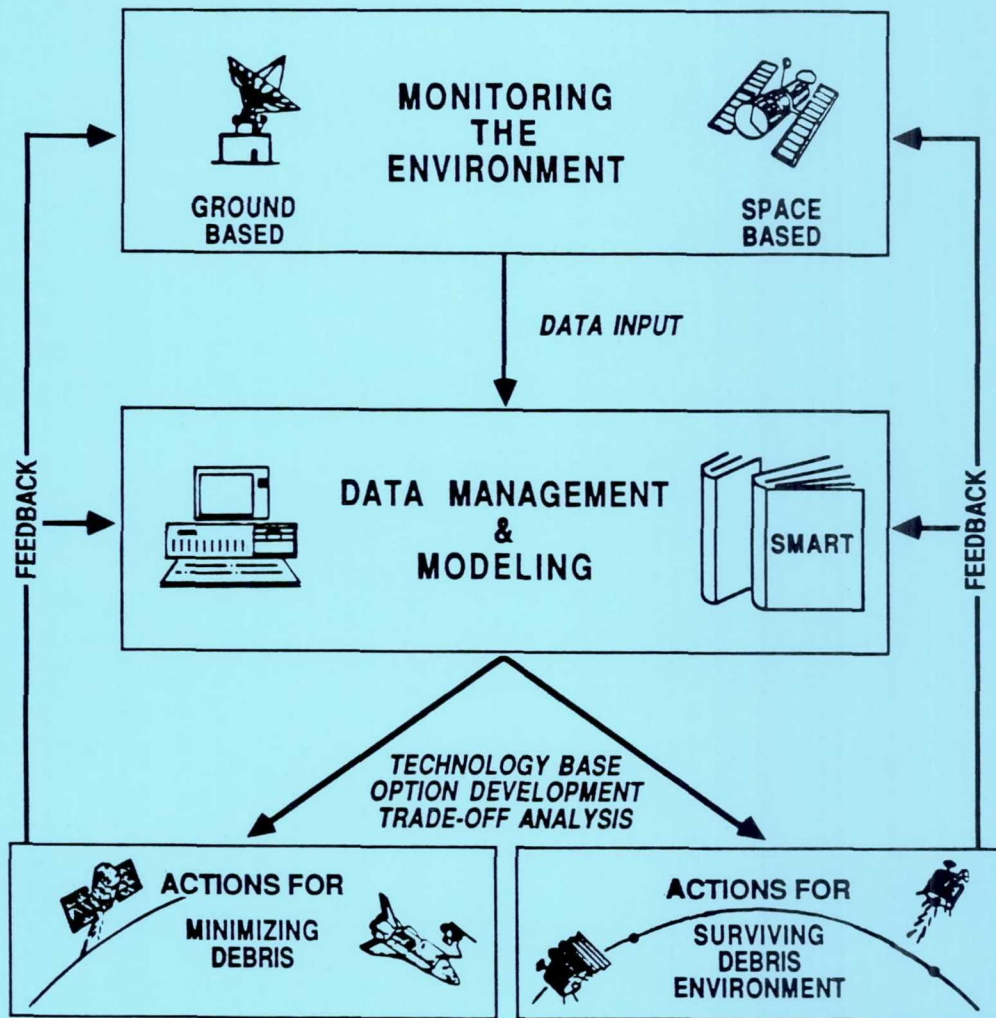 MONITORING
THE
ENVIRONMENT
GROUND
BASED
SPACE
BASED
DATA INPUT
FEEDBACK
DATA MANAGEMENT
&
MODELING
SMART
FEEDBACK
TECHNOLOGY BASE
OPTION DEVELOPMENT
TRADE-OFF ANALYSIS
ACTIONS FOR
MINIMIZING
DEBRIS
ACTIONS FOR
SURVIVING
DEBRIS
ENVIRONMENT